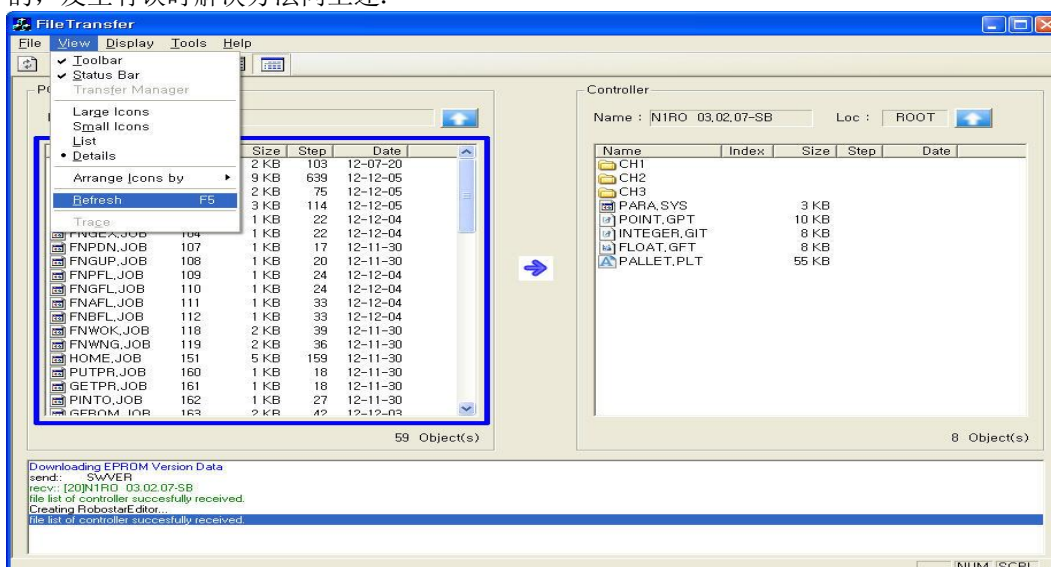 的，发生有误时解决方法同上述.
FileTransfer
File View Display Tools Help
Toolbar
Status Bar
Transfer Manager
Large Icons
Small Icons
List
Details
Arrange Icons by
Refresh F5
Trace
Size Step Date
2 KB 103 12-07-20
9 KB 639 12-12-05
2 KB 75 12-12-05
3 KB 114 12-12-05
1 KB 22 12-12-04
FNGEX.JOB 104 1 KB 22 12-12-04
FNPDN.JOB 107 1 KB 17 12-11-30
FNGUP.JOB 108 1 KB 20 12-11-30
FNPFL.JOB 109 1 KB 24 12-12-04
FNGFL.JOB 110 1 KB 24 12-12-04
FNAFL.JOB 111 1 KB 33 12-12-04
FNBFL.JOB 112 1 KB 33 12-12-04
FNWOK.JOB 118 2 KB 39 12-11-30
FNWNG.JOB 119 2 KB 36 12-11-30
HOME.JOB 151 5 KB 159 12-11-30
PUTPR.JOB 160 1 KB 18 12-11-30
GETPR.JOB 161 1 KB 18 12-11-30
PINTO.JOB 162 1 KB 27 12-11-30
GFROM.JOB 163 2 KB 42 12-12-03
59 Object(s)
Controller
Name : N1RO 03.02.07-SB Loc : ROOT
Name Index Size Step Date
CH1
CH2
CH3
PARA.SYS 3 KB
POINT.GPT 10 KB
INTEGER.GIT 8 KB
FLOAT.GFT 8 KB
PALLET.PLT 55 KB
8 Object(s)
Downloading EPROM Version Data
send:: SWVER
recv:: [20]N1RO 03.02.07-SB
file list of controller succesfully received.
Creating RobostarEditor...
file list of controller succesfully received.
NUM SCRL